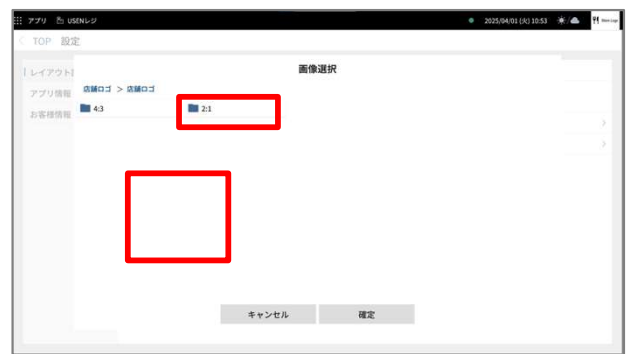 アプリ USENレジ 2025/04/01 (火) 10:53
TOP 設定
画像選択
レイアウト
アプリ情報
お客様情報
店舗ロゴ > 店舗ロゴ
4:3
2:1
キャンセル
確定